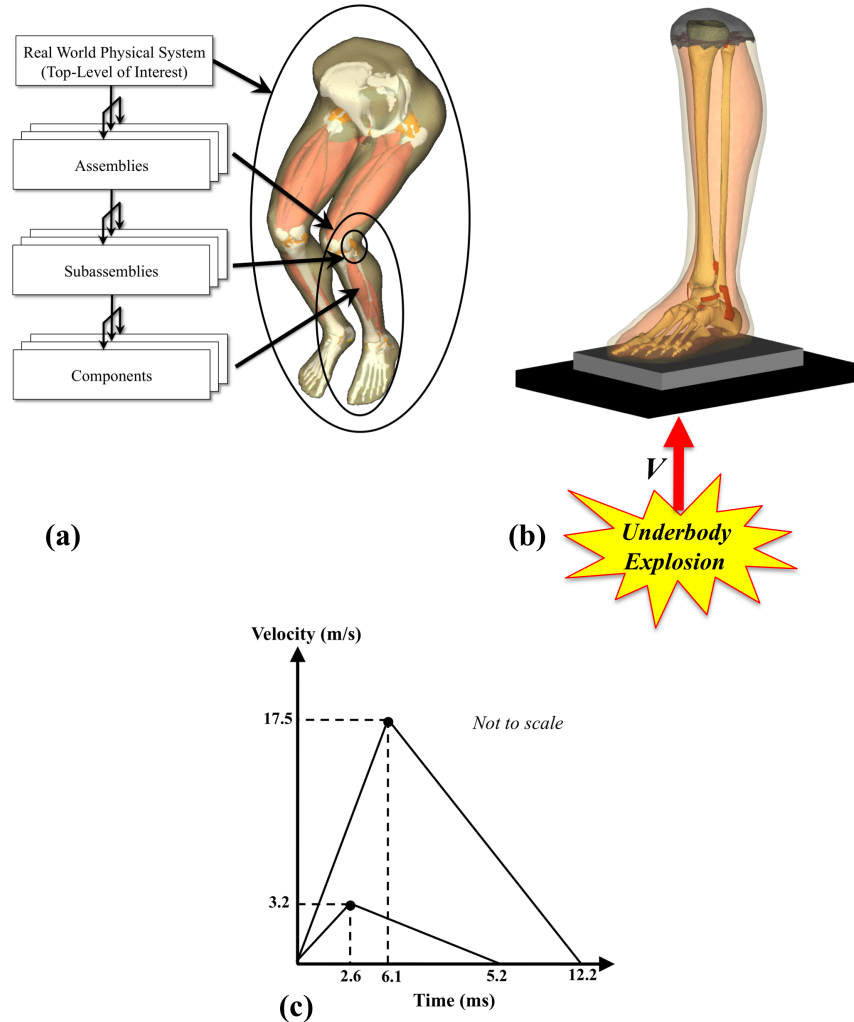 Real World Physical System
(Top-Level of Interest)
Assemblies
Subassemblies
Components
(a)
V
Underbody
Explosion
(b)
Velocity (m/s)
17.5
Not to scale
3.2
2.6
6.1
5.2
12.2
Time (ms)
(c)